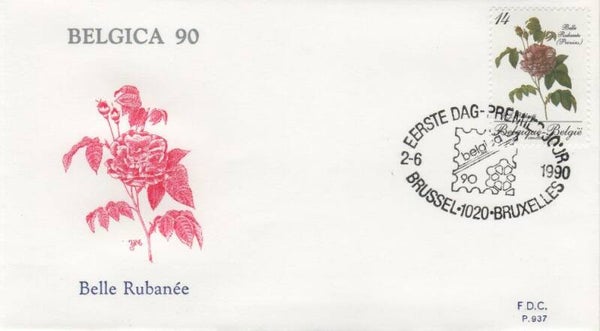 BELGICA 90
14
Belle
Rubanée
(Provins)
Belgique-België
EERSTE DAG-PREMIER JOUR
2-6
1990
belgica
90
BRUSSEL•1020•BRUXELLES
Belle Rubanée
F.D.C.
P.937